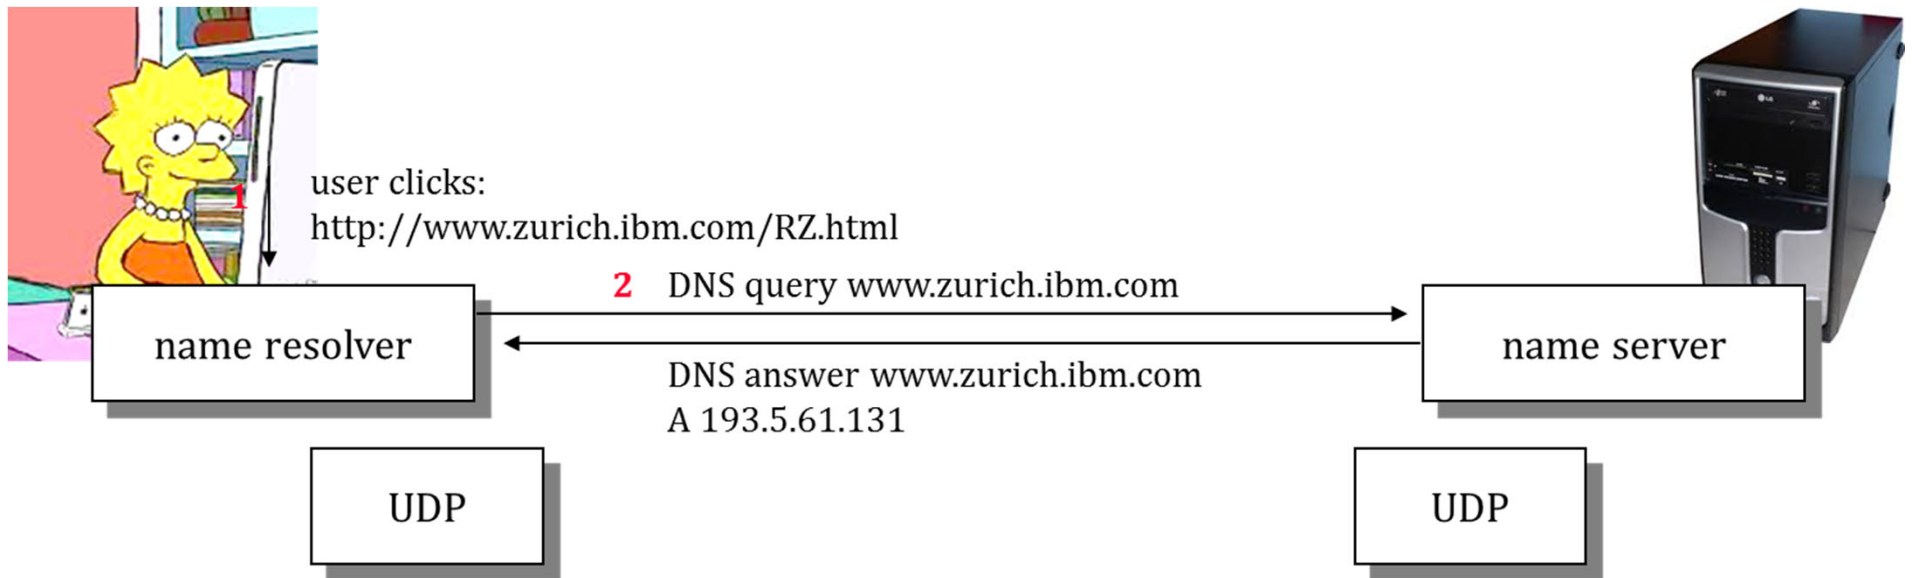 1
user clicks:
http://www.zurich.ibm.com/RZ.html
2 DNS query www.zurich.ibm.com
name resolver
name server
DNS answer www.zurich.ibm.com
A 193.5.61.131
UDP
UDP
LG